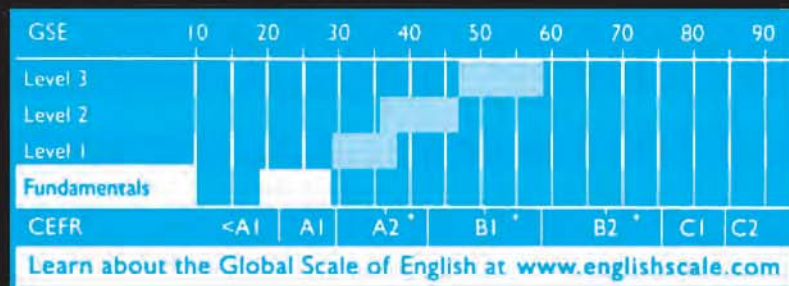 GSE 10 20 30 40 50 60 70 80 90
Level 3
Level 2
Level 1
Fundamentals
CEFR <A1 A1 A2+ B1+ B2+ C1 C2
Learn about the Global Scale of English at www.englishscale.com